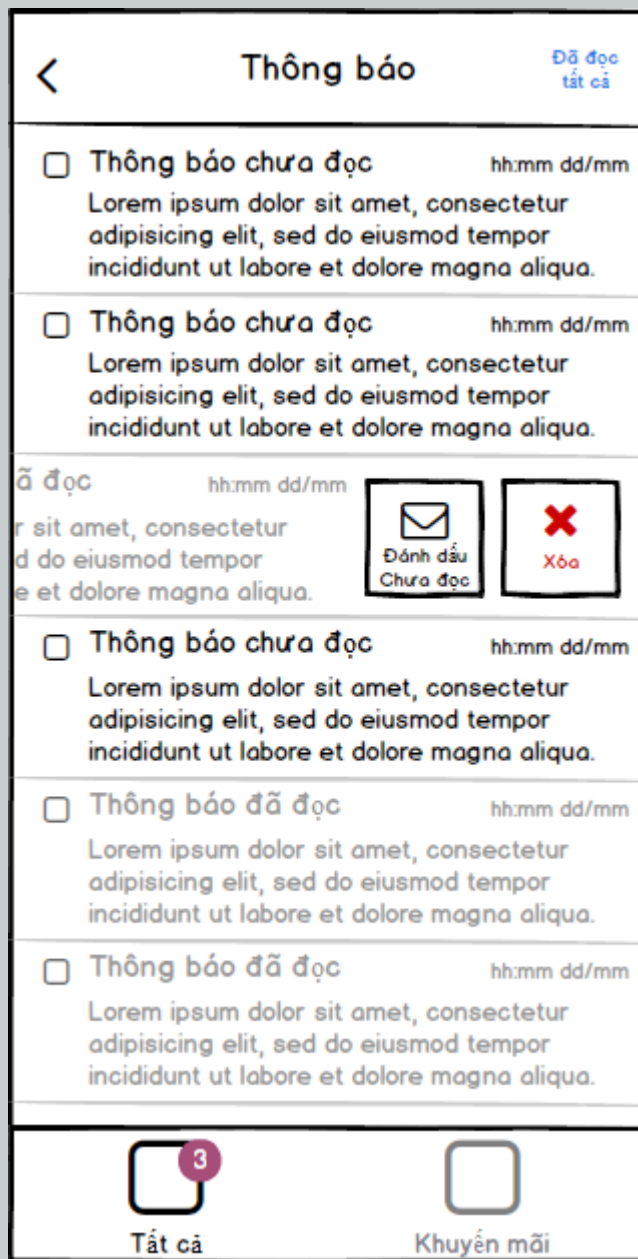 Thông báo
Đã đọc
tất cả
Thông báo chưa đọc
hh:mm dd/mm
Lorem ipsum dolor sit amet, consectetur
adipisicing elit, sed do eiusmod tempor
incididunt ut labore et dolore magna aliqua.
Thông báo chưa đọc
hh:mm dd/mm
Lorem ipsum dolor sit amet, consectetur
adipisicing elit, sed do eiusmod tempor
incididunt ut labore et dolore magna aliqua.
ã đọc
hh:mm dd/mm
r sit amet, consectetur
d do eiusmod tempor
e et dolore magna aliqua.
Đánh dấu
Chưa đọc
Xóa
Thông báo chưa đọc
hh:mm dd/mm
Lorem ipsum dolor sit amet, consectetur
adipisicing elit, sed do eiusmod tempor
incididunt ut labore et dolore magna aliqua.
Thông báo đã đọc
hh:mm dd/mm
Lorem ipsum dolor sit amet, consectetur
adipisicing elit, sed do eiusmod tempor
incididunt ut labore et dolore magna aliqua.
Thông báo đã đọc
hh:mm dd/mm
Lorem ipsum dolor sit amet, consectetur
adipisicing elit, sed do eiusmod tempor
incididunt ut labore et dolore magna aliqua.
3
Tất cả
Khuyến mãi